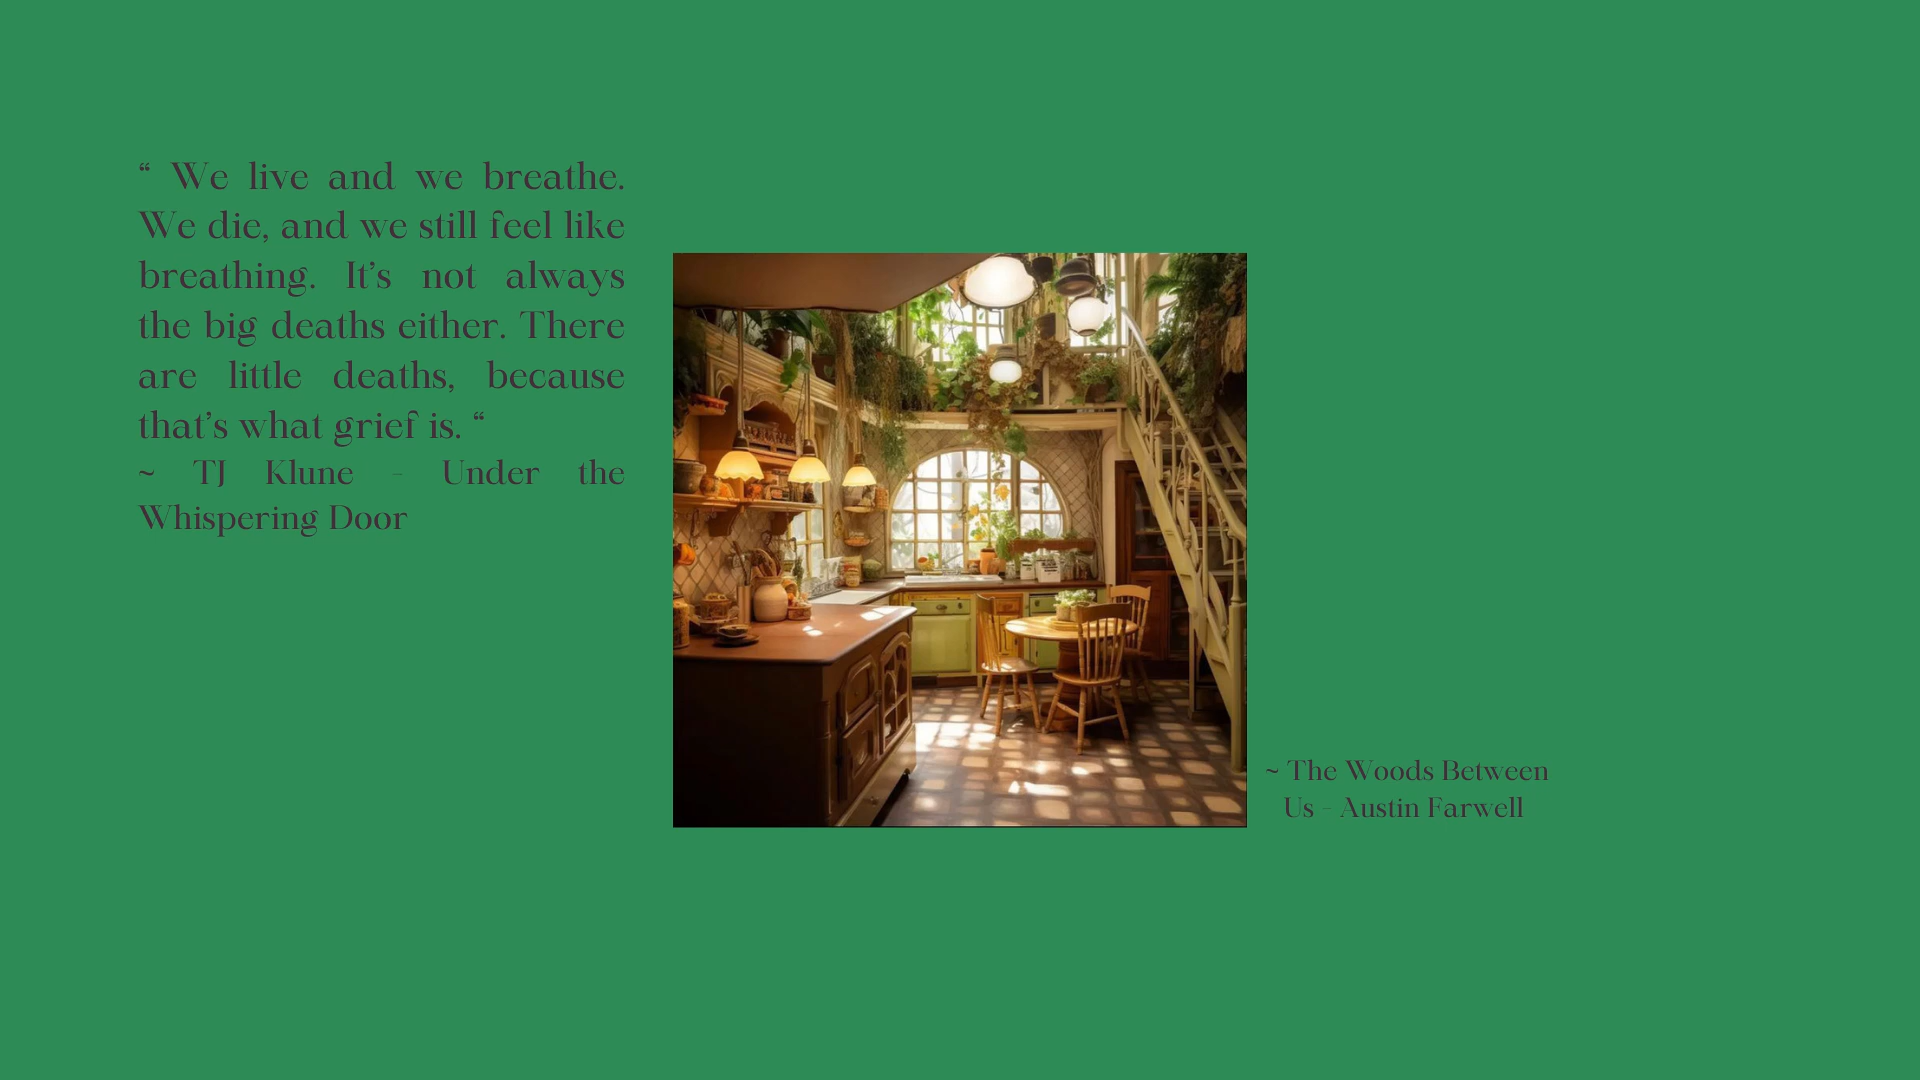 “ We live and we breathe.
We die, and we still feel like
breathing. It’s not always
the big deaths either. There
are little deaths, because
that’s what grief is. “
~ TJ Klune - Under the
Whispering Door
~ The Woods Between
Us - Austin Farwell